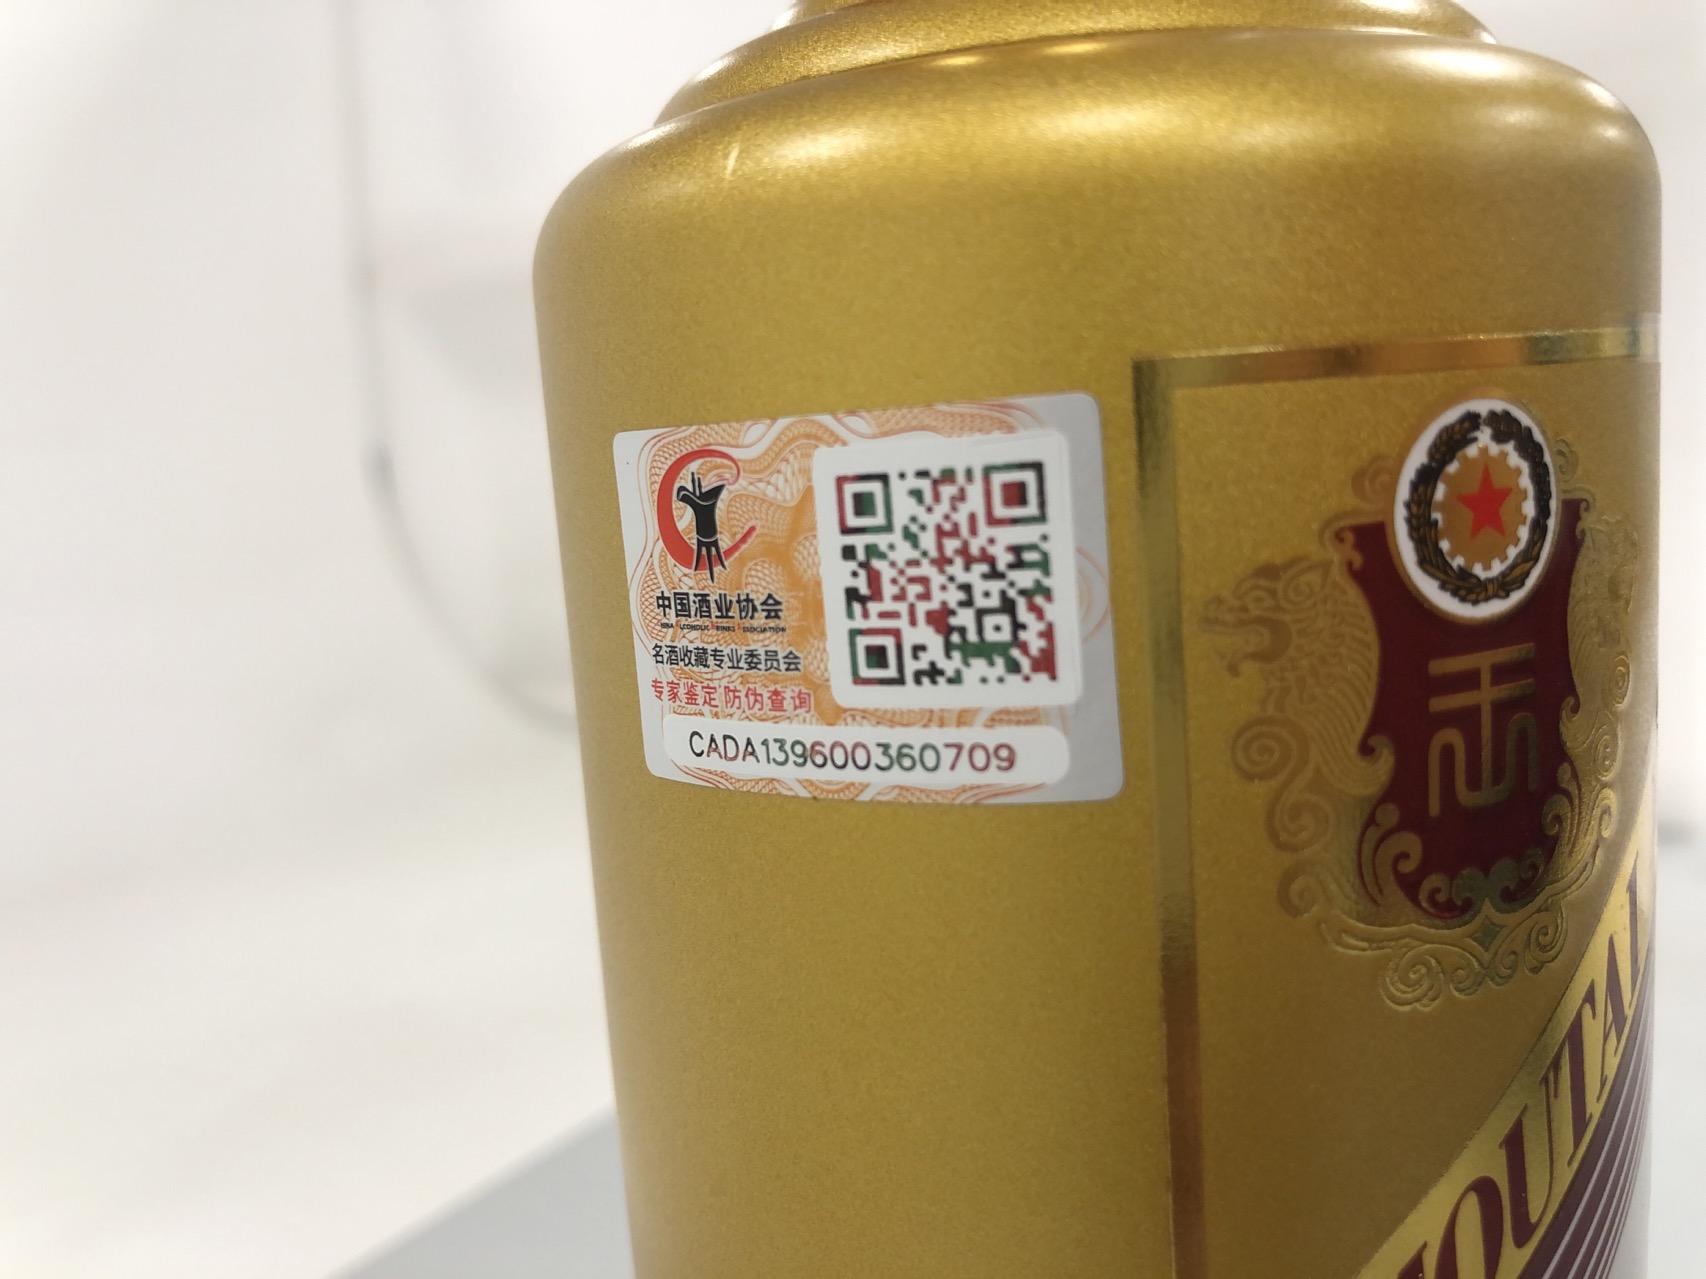 中国酒业协会
名酒收藏专业委员会
专家鉴定 防伪查询
CADA139600360709
OUTAI